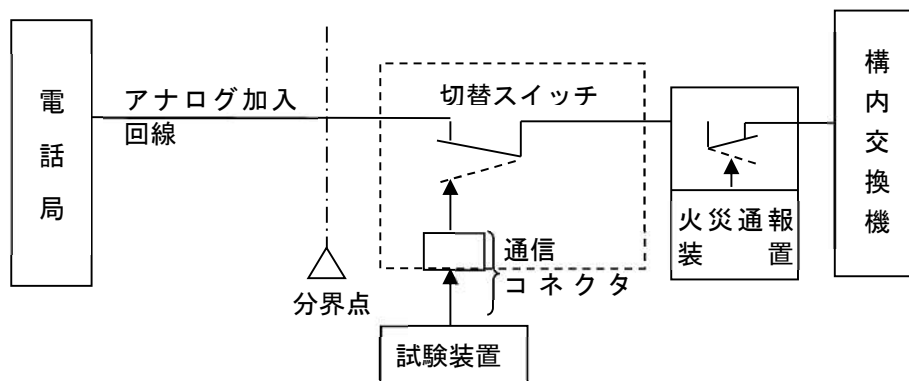 電話局
アナログ加入
回線
分界点
切替スイッチ
通信
コネクタ
試験装置
火災通報
装置
構内交換機